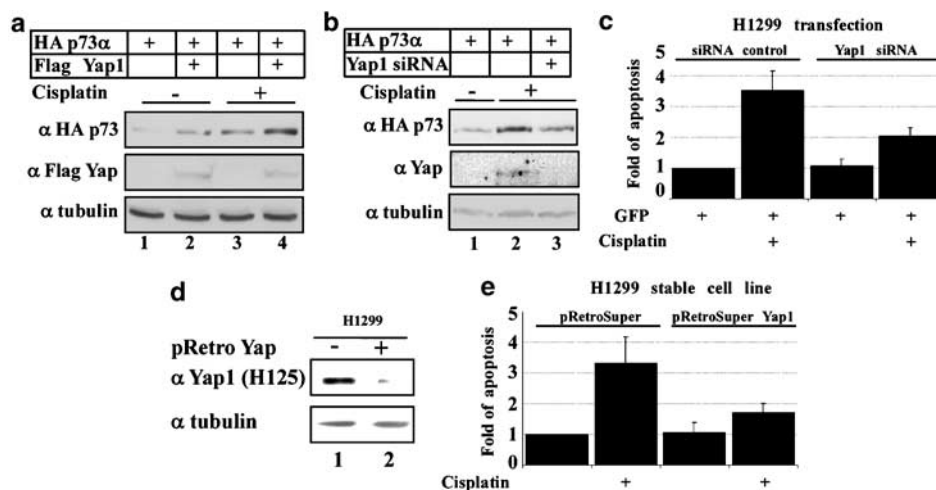 a
HA p73α + + + +
Flag Yap1 + +
Cisplatin - +
α HA p73
α Flag Yap
α tubulin
1 2 3 4
b
HA p73α + + +
Yap1 siRNA +
Cisplatin - +
α HA p73
α Yap
α tubulin
1 2 3
c
H1299 transfection
siRNA control Yap1 siRNA
Fold of apoptosis
5
4
3
2
1
0
GFP + + + +
Cisplatin + +
d
H1299
pRetro Yap - +
α Yap1 (H125)
α tubulin
1 2
e
H1299 stable cell line
pRetroSuper pRetroSuper Yap1
Fold of apoptosis
5
4
3
2
1
0
Cisplatin + +